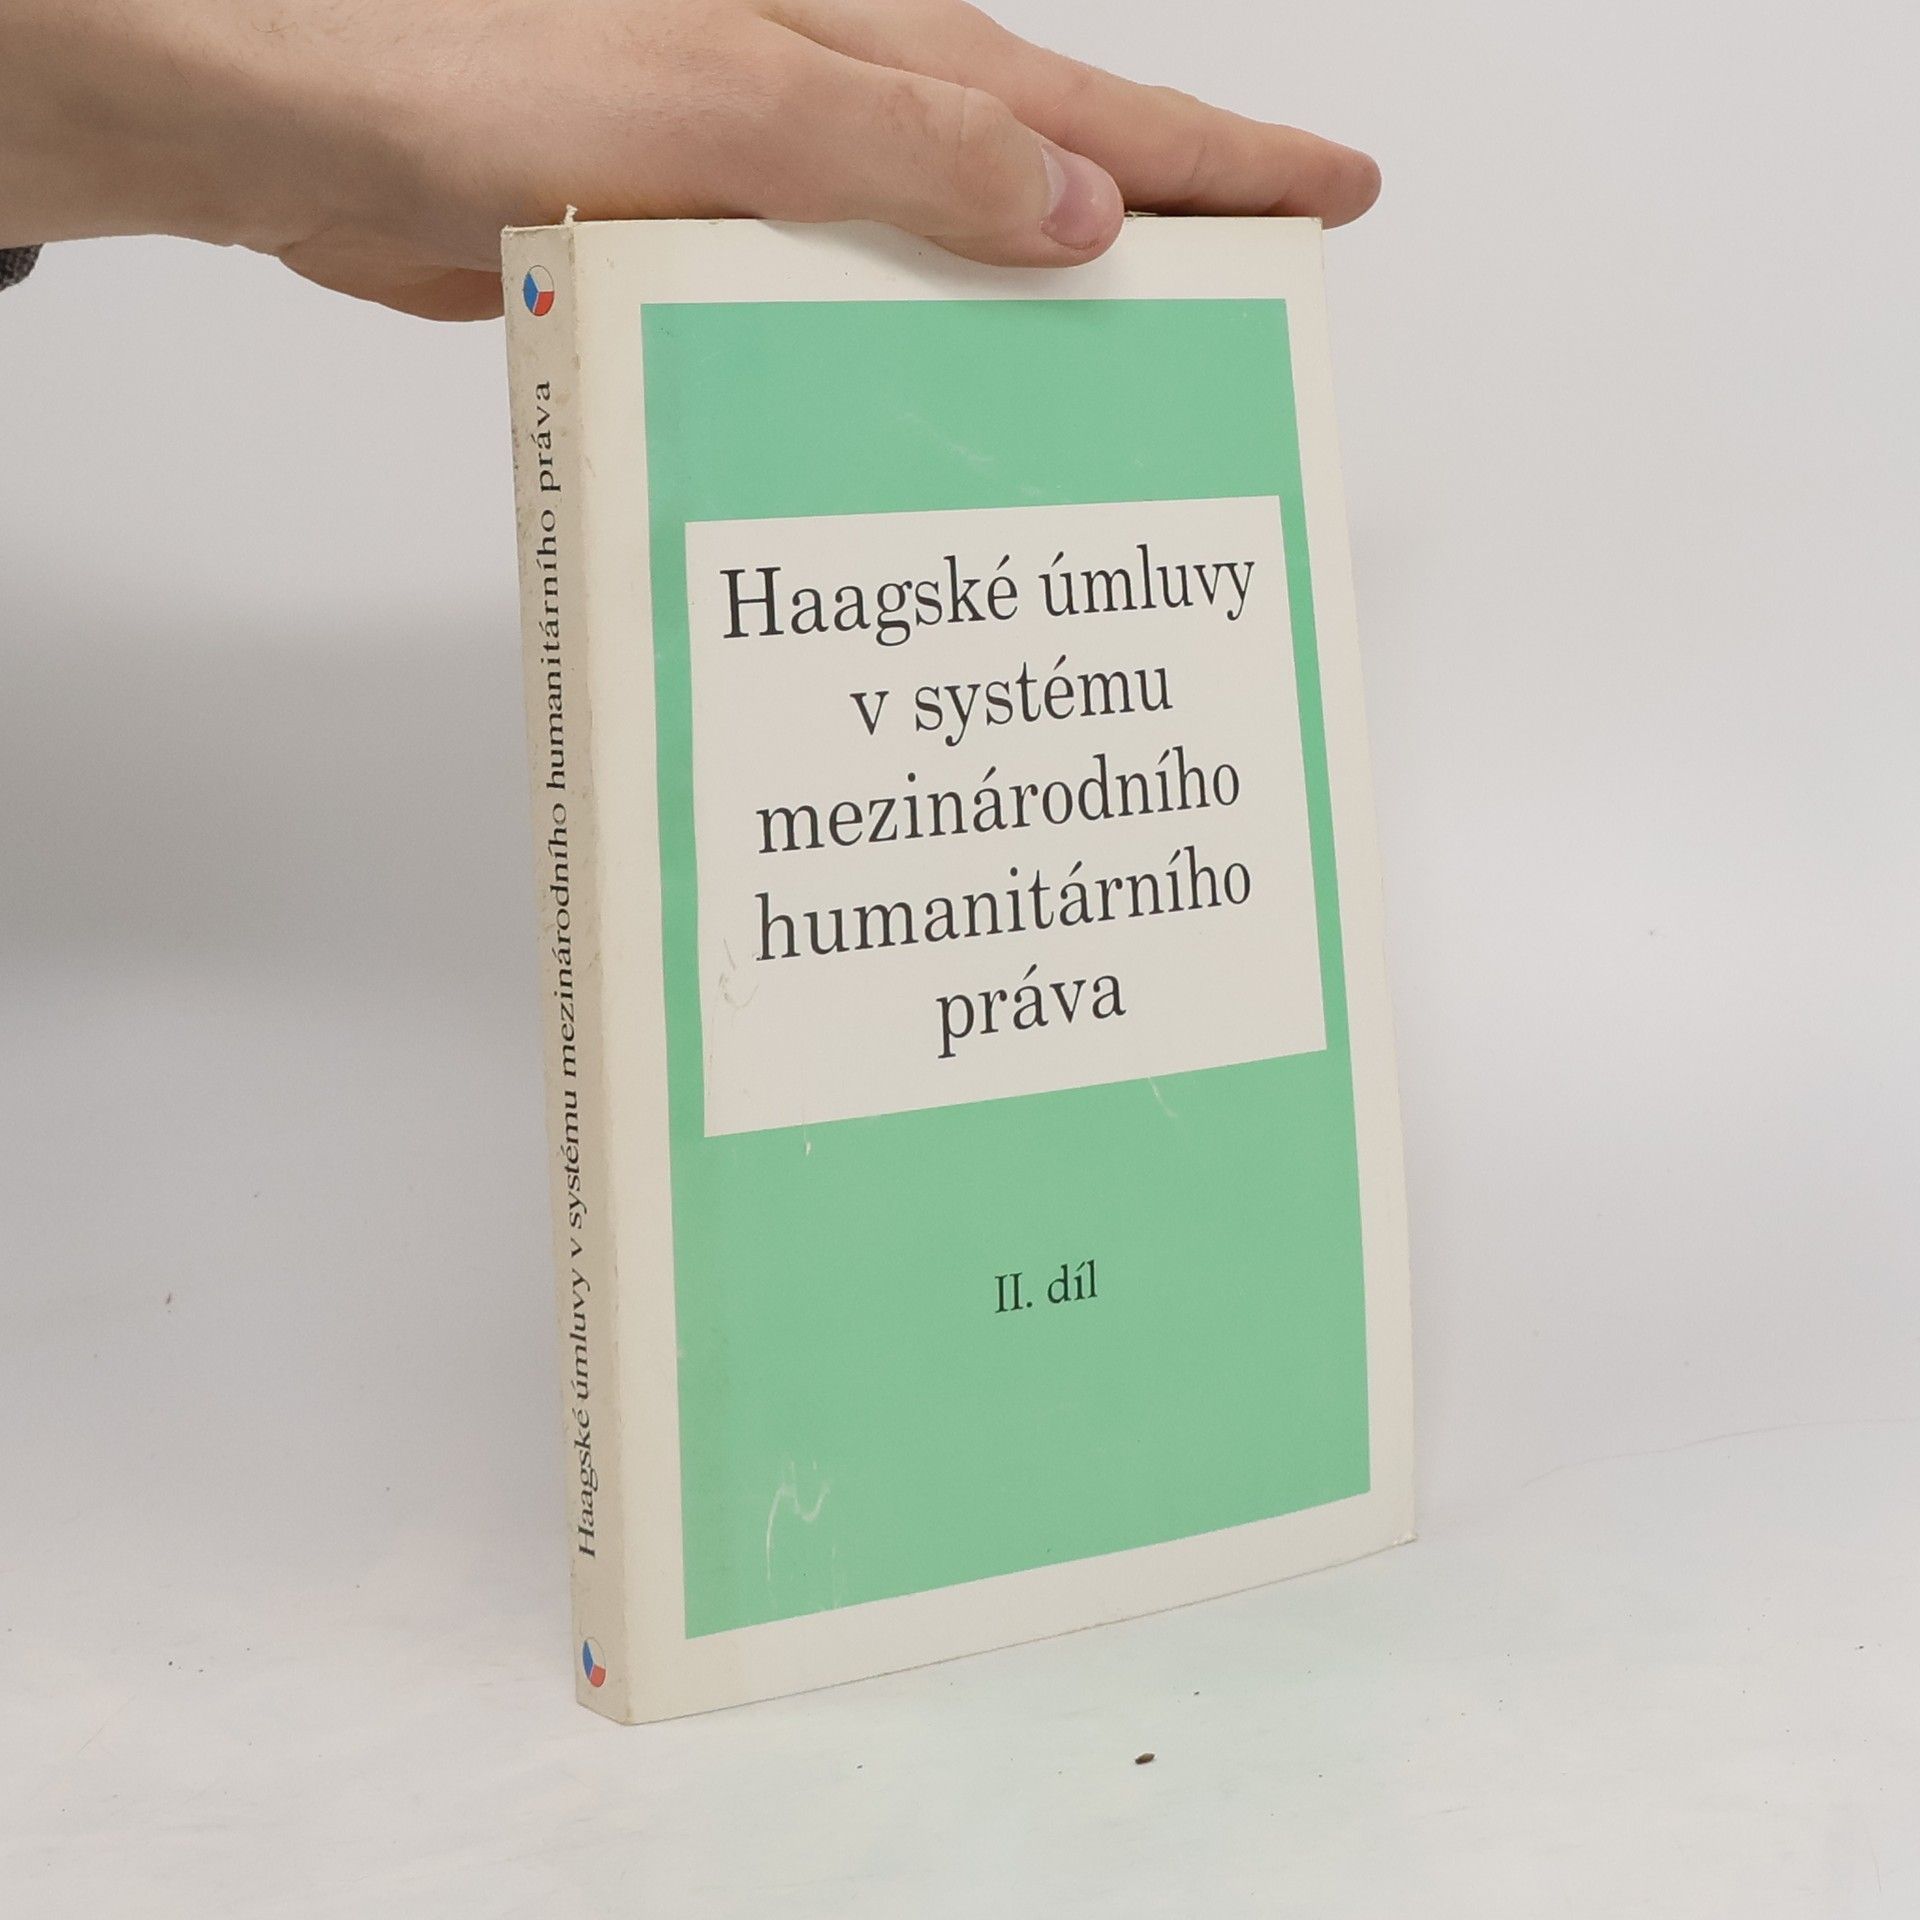 Haagské úmluvy v systému mezinárodního humanitárního práva
Haagské úmluvy
v systému
mezinárodního
humanitárního
práva
II. díl